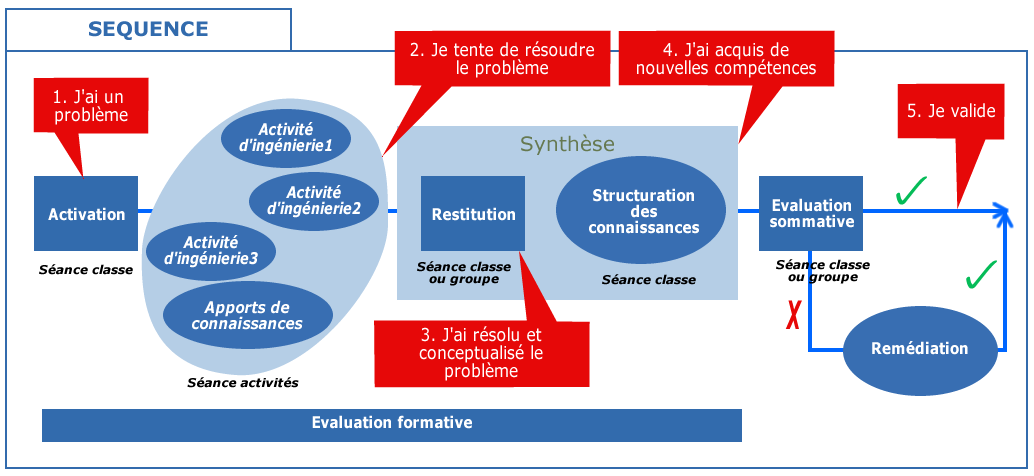 SEQUENCE
1. J'ai un
problème
2. Je tente de résoudre
le problème
4. J'ai acquis de
nouvelles compétences
5. Je valide
Activation
Séance classe
Activité
d'ingénierie1
Activité
d'ingénierie2
Activité
d'ingénierie3
Apports de
connaissances
Séance activités
Synthèse
Restitution
Séance classe
ou groupe
Structuration
des
connaissances
Séance classe
3. J'ai résolu et
conceptualisé le
problème
Evaluation
sommative
Séance classe
ou groupe
X
Remédiation
Evaluation formative